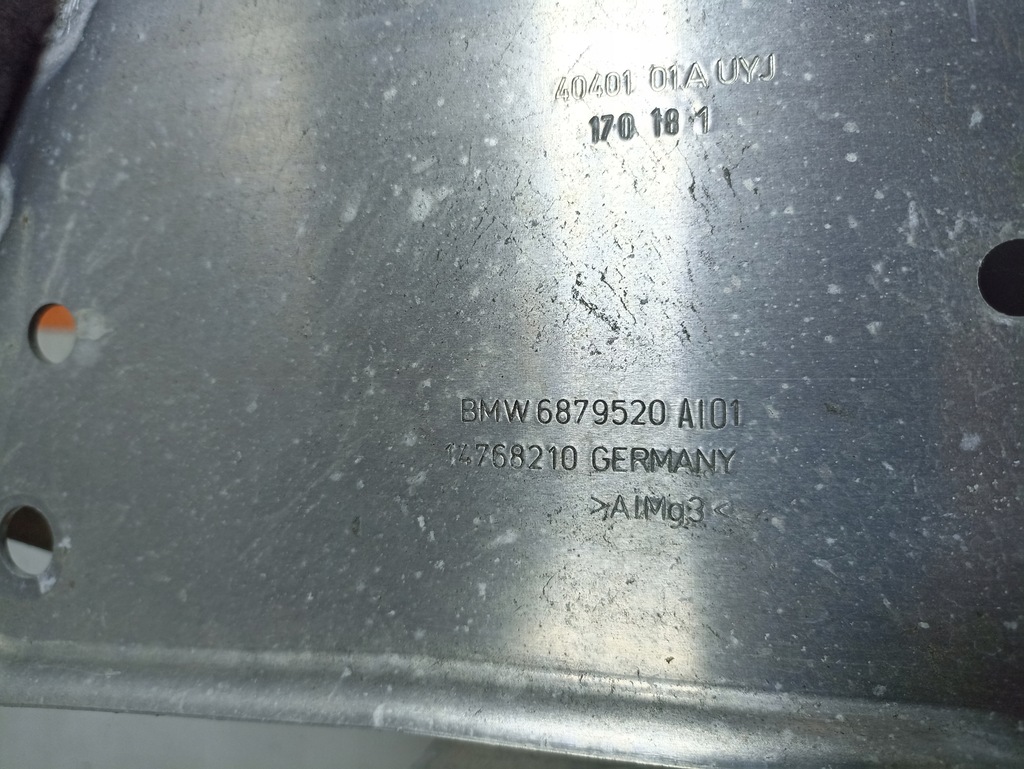 40401 01A UYJ
170 18 1
BMW 6879520 AI01
14768210 GERMANY
>AlMg3<